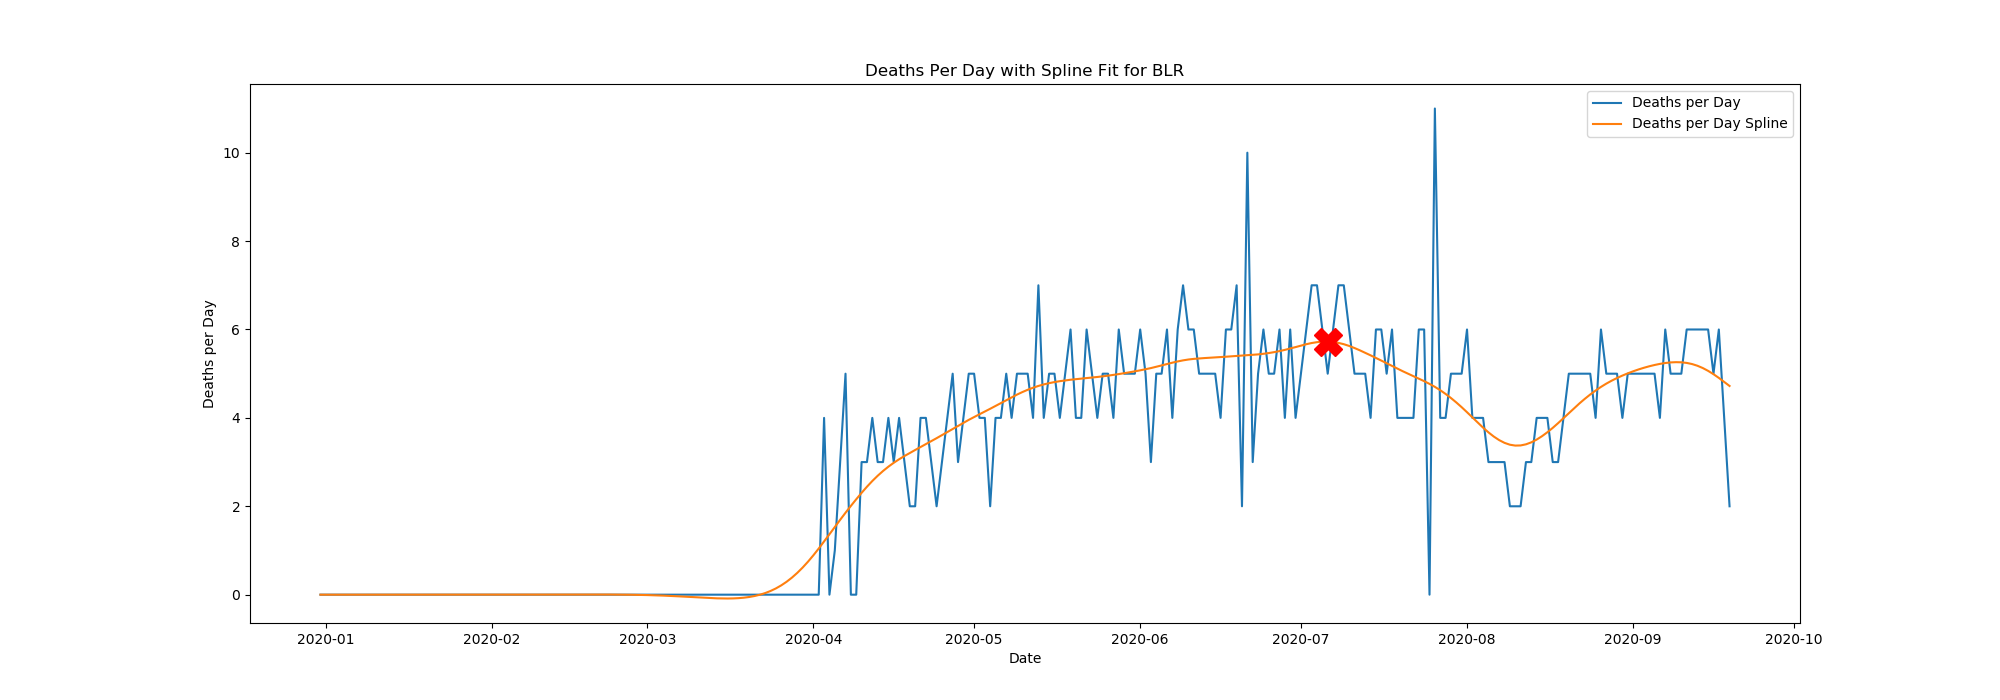 Deaths Per Day with Spline Fit for BLR
Deaths per Day
Deaths per Day Spline
Deaths per Day
10
8
6
4
2
0
2020-01 2020-02 2020-03 2020-04 2020-05 2020-06 2020-07 2020-08 2020-09 2020-10
Date